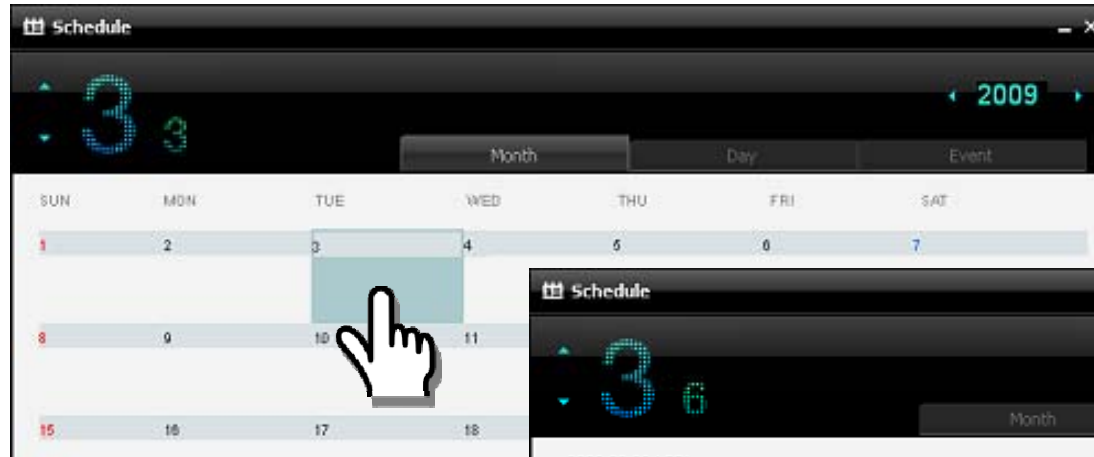 Schedule
3 3
2009
Month Day Event
SUN MON TUE WED THU FRI SAT
1 2 3 4 5 6 7
8 9 10 11
15 16 17 18
Schedule
3 6
Month